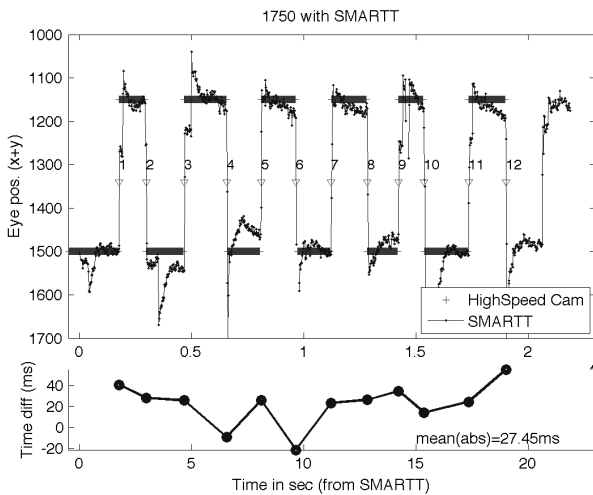 1750 with SMARTT
1000
1100
1200
1300
1400
1500
1600
1700
Eye pos. (x+y)
1 2 3 4 5 6 7 8 9 10 11 12
HighSpeed Cam
SMARTT
0 0.5 1 1.5 2
40
20
0
-20
Time diff (ms)
mean(abs)=27.45ms
0 5 10 15 20
Time in sec (from SMARTT)